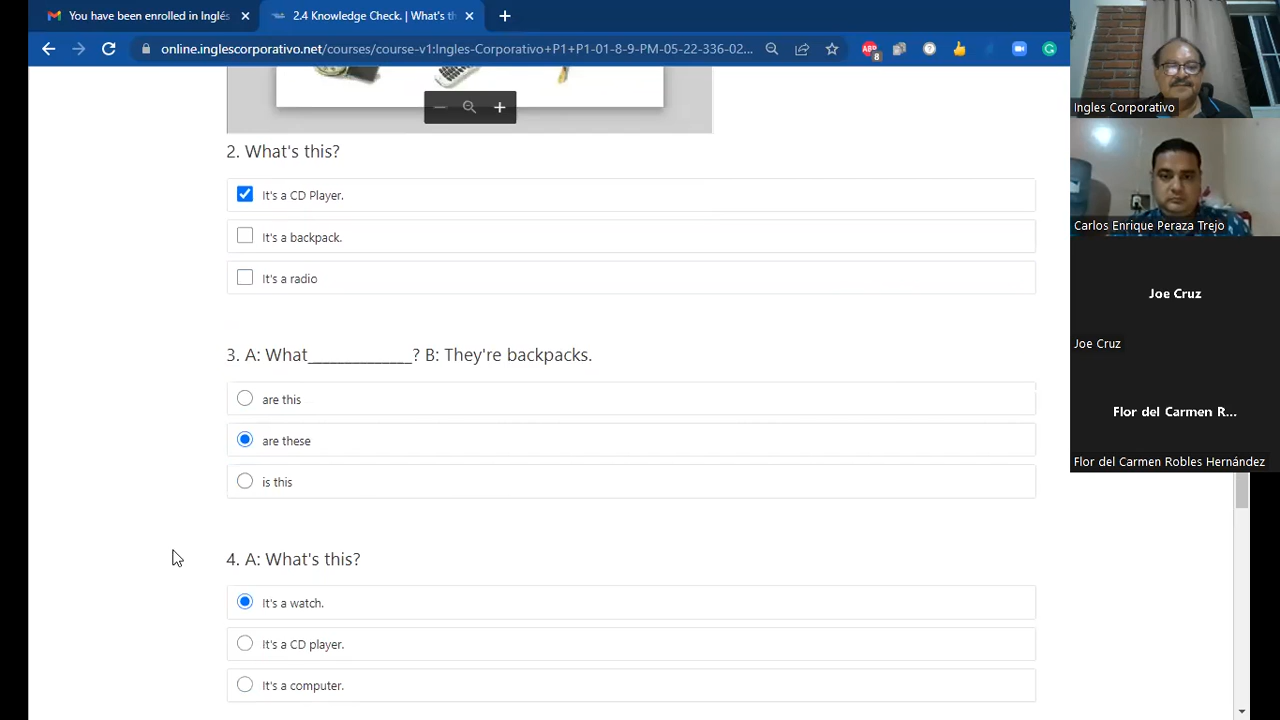 You have been enrolled in Inglés
2.4 Knowledge Check. | What's th
online.inglescorporativo.net/courses/course-v1:Ingles-Corporativo+P1+P1-01-8-9-PM-05-22-336-02...
8
2. What's this?
It's a CD Player.
It's a backpack.
It's a radio
3. A: What_____________? B: They're backpacks.
are this
are these
is this
4. A: What's this?
It's a watch.
It's a CD player.
It's a computer.
Ingles Corporativo
Carlos Enrique Peraza Trejo
Joe Cruz
Joe Cruz
Flor del Carmen R...
Flor del Carmen Robles Hernández